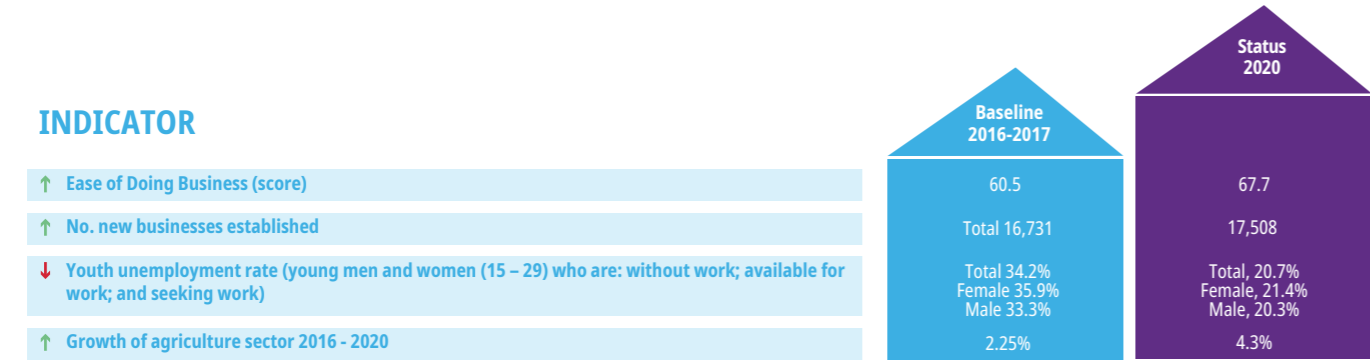 Status
2020
Baseline
2016-2017
INDICATOR
↑ Ease of Doing Business (score) 60.5 67.7
↑ No. new businesses established Total 16,731 17,508
↓ Youth unemployment rate (young men and women (15 – 29) who are: without work; available for
work; and seeking work)
Total 34.2% Total, 20.7%
Female 35.9% Female, 21.4%
Male 33.3% Male, 20.3%
↑ Growth of agriculture sector 2016 - 2020 2.25% 4.3%